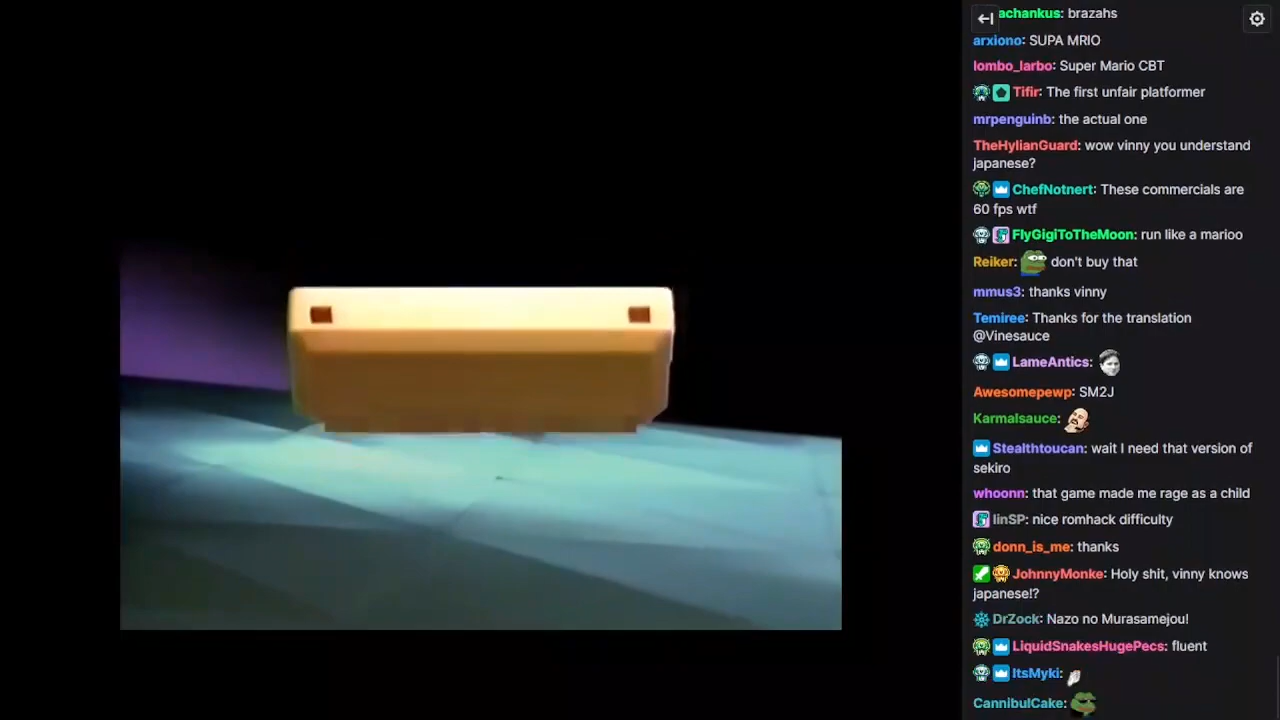 achankus: brazahs
arxiono: SUPA MRIO
lombo_larbo: Super Mario CBT
Tifir: The first unfair platformer
mrpenguinb: the actual one
TheHylianGuard: wow vinny you understand
japanese?
ChefNotnert: These commercials are
60 fps wtf
FlyGigiToTheMoon: run like a marioo
Reiker: don't buy that
mmus3: thanks vinny
Temiree: Thanks for the translation
@Vinesauce
LameAntics:
Awesomepewp: SM2J
Karmalsauce:
Stealthtoucan: wait I need that version of
sekiro
whoonn: that game made me rage as a child
linSP: nice romhack difficulty
donn_is_me: thanks
JohnnyMonke: Holy shit, vinny knows
japanese!?
DrZock: Nazo no Murasamejou!
LiquidSnakesHugePecs: fluent
ItsMyki:
CannibulCake: